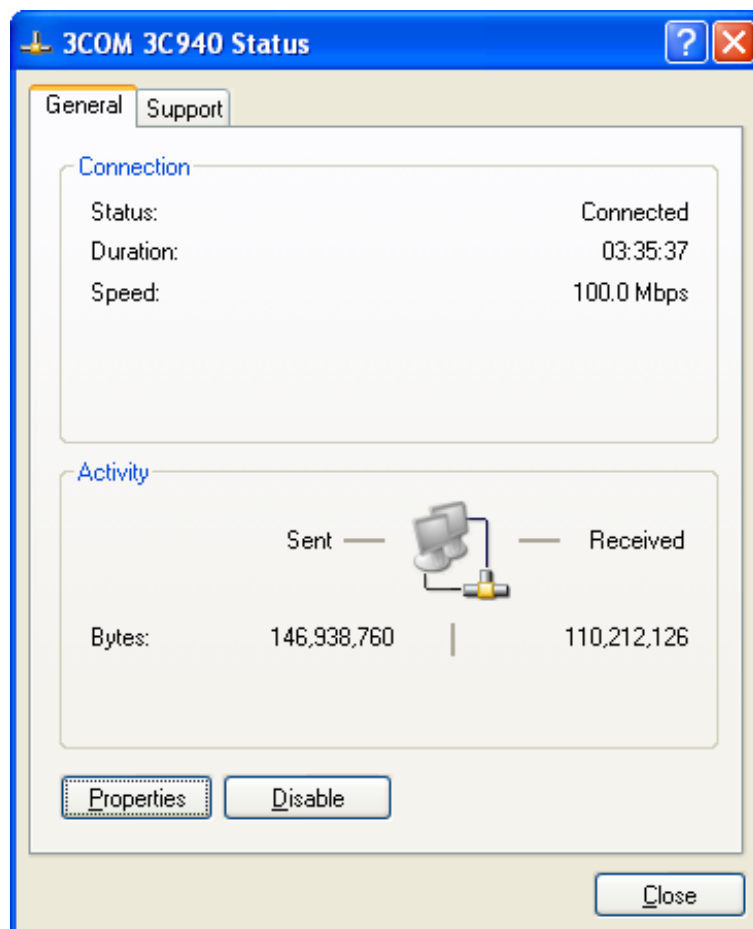 3COM 3C940 Status
General Support
Connection
Status: Connected
Duration: 03:35:37
Speed: 100.0 Mbps
Activity
Sent Received
Bytes: 146,938,760 110,212,126
Properties Disable
Close